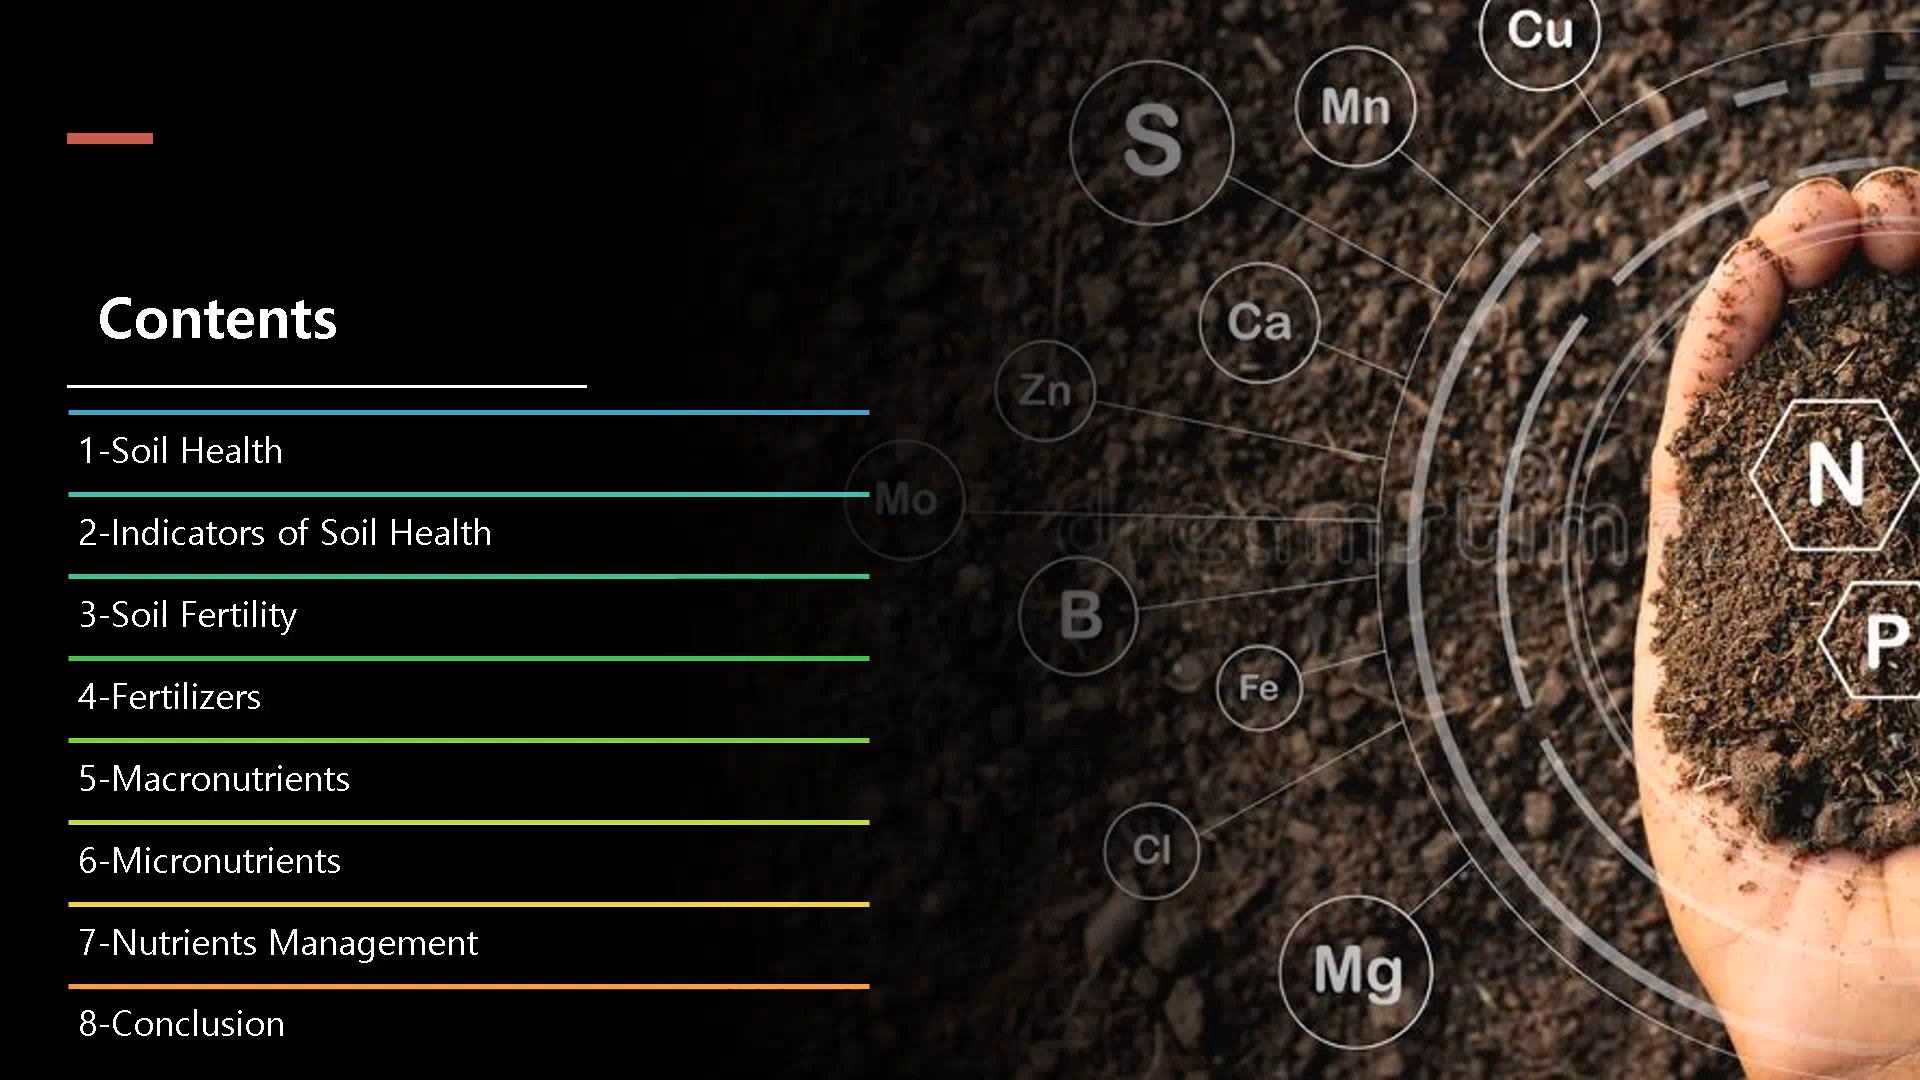 Contents
1-Soil Health
2-Indicators of Soil Health
3-Soil Fertility
4-Fertilizers
5-Macronutrients
6-Micronutrients
7-Nutrients Management
8-Conclusion
Cu
Mn
S
Ca
Zn
Mo
B
Fe
Cl
Mg
N
P
dreamstim